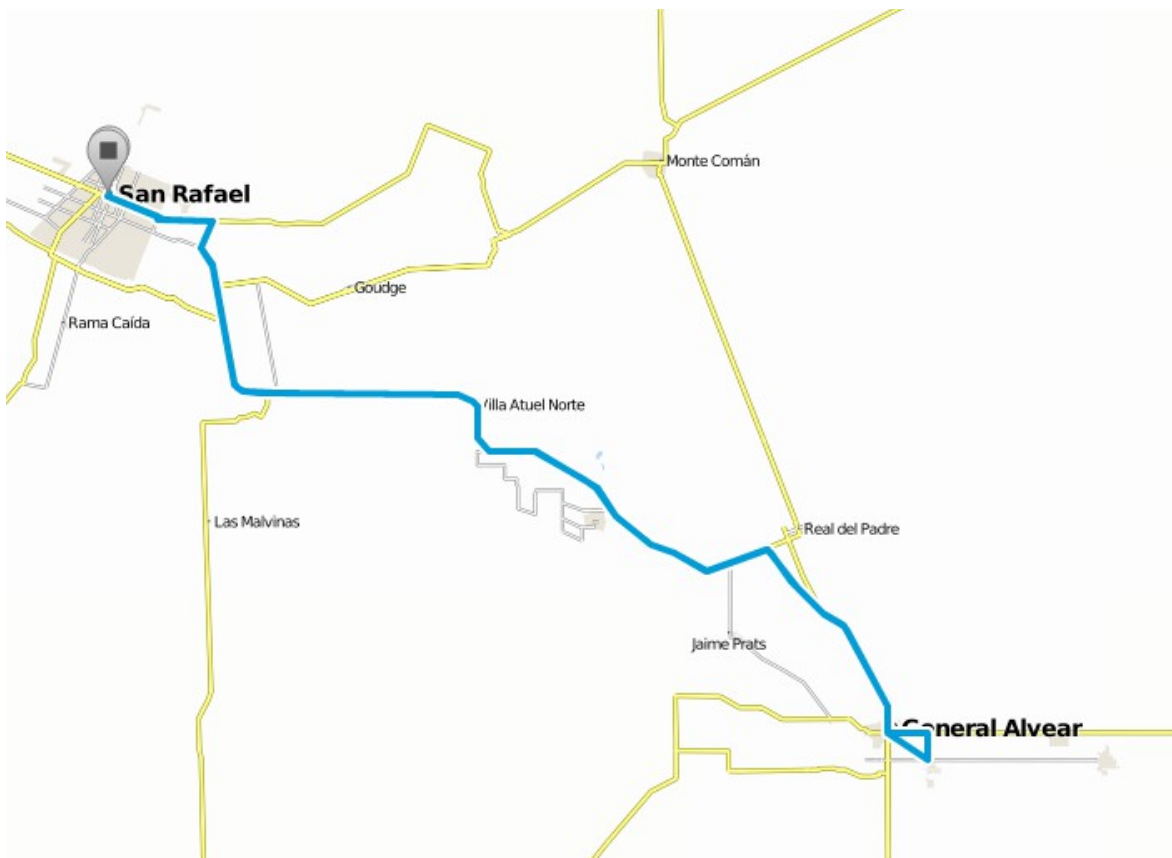 Monte Comán
San Rafael
Goudge
Rama Caída
Villa Atuel Norte
Las Malvinas
Real del Padre
Jaime Prats
General Alvear